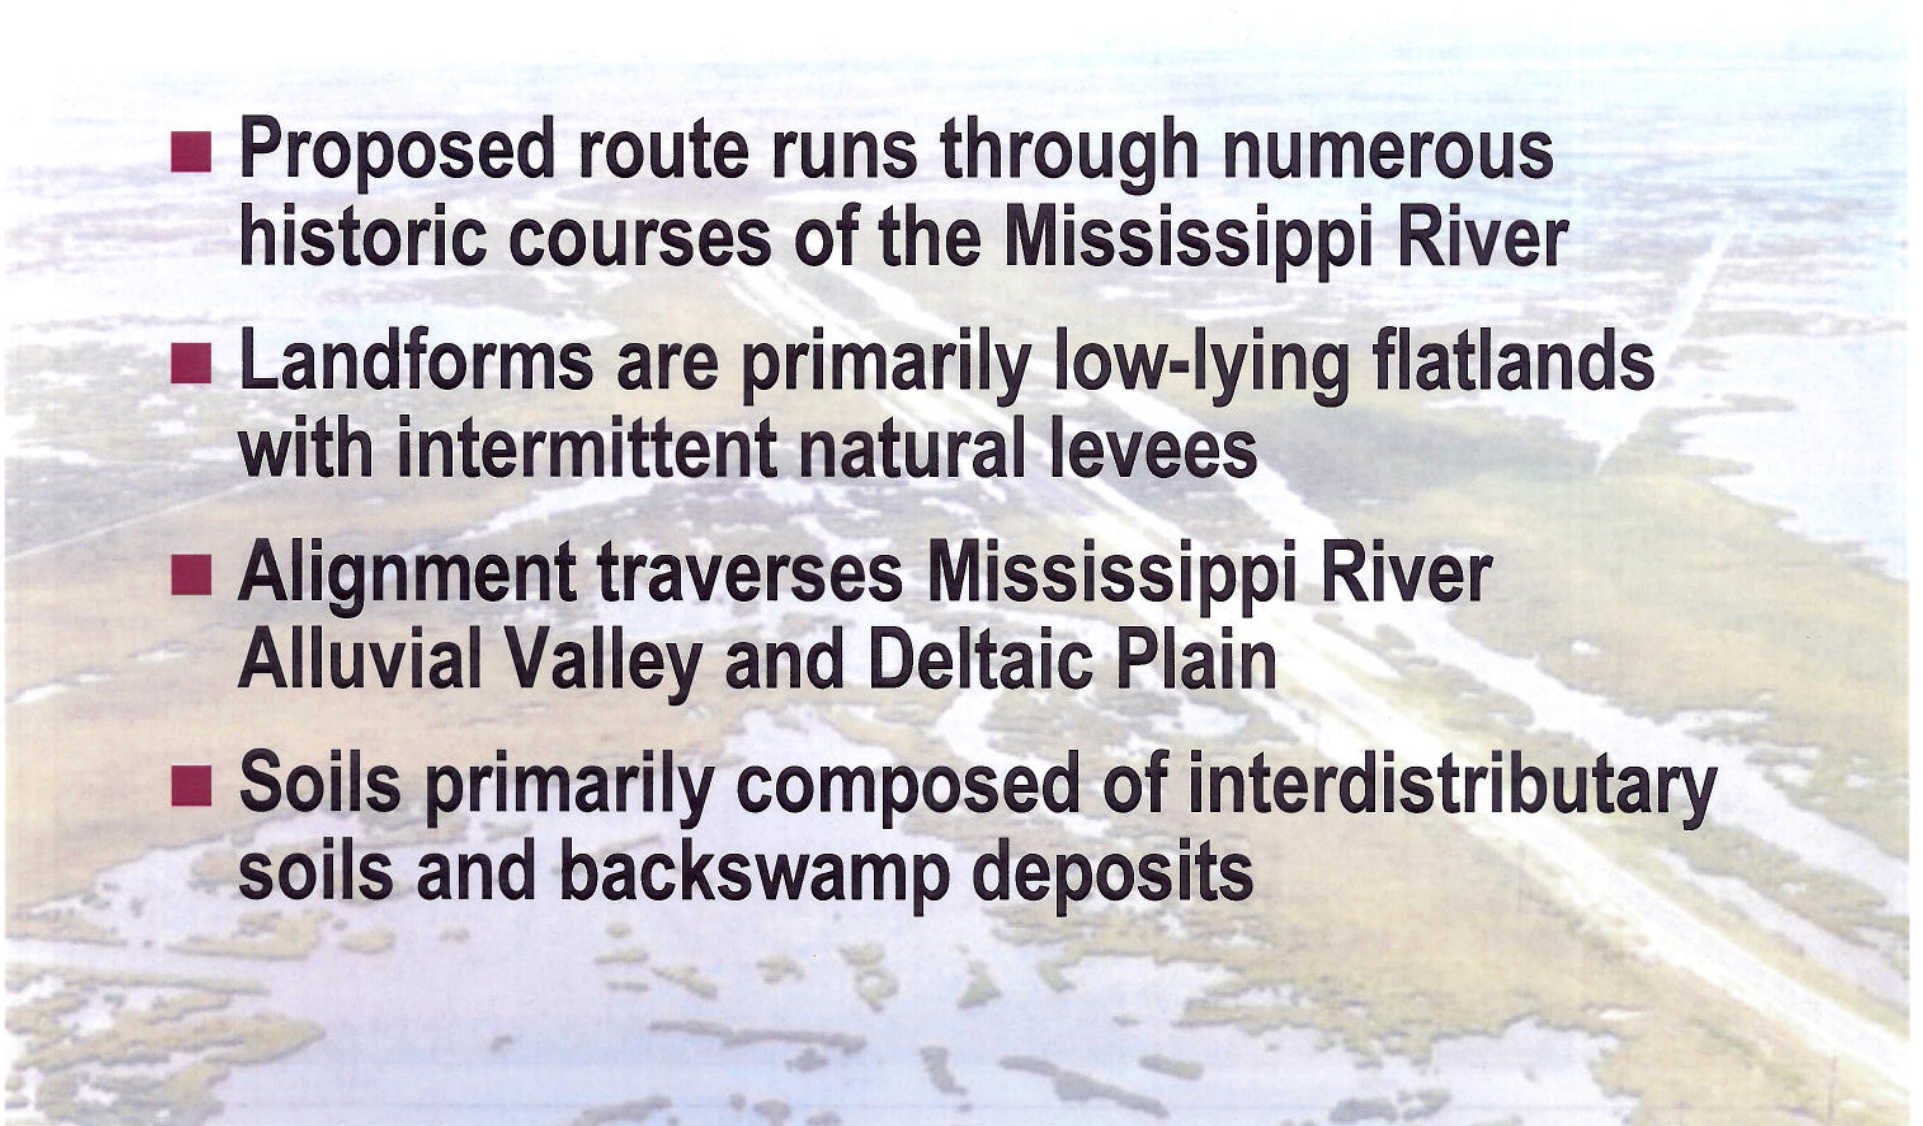 Proposed route runs through numerous
historic courses of the Mississippi River
Landforms are primarily low-lying flatlands
with intermittent natural levees
Alignment traverses Mississippi River
Alluvial Valley and Deltaic Plain
Soils primarily composed of interdistributary
soils and backswamp deposits